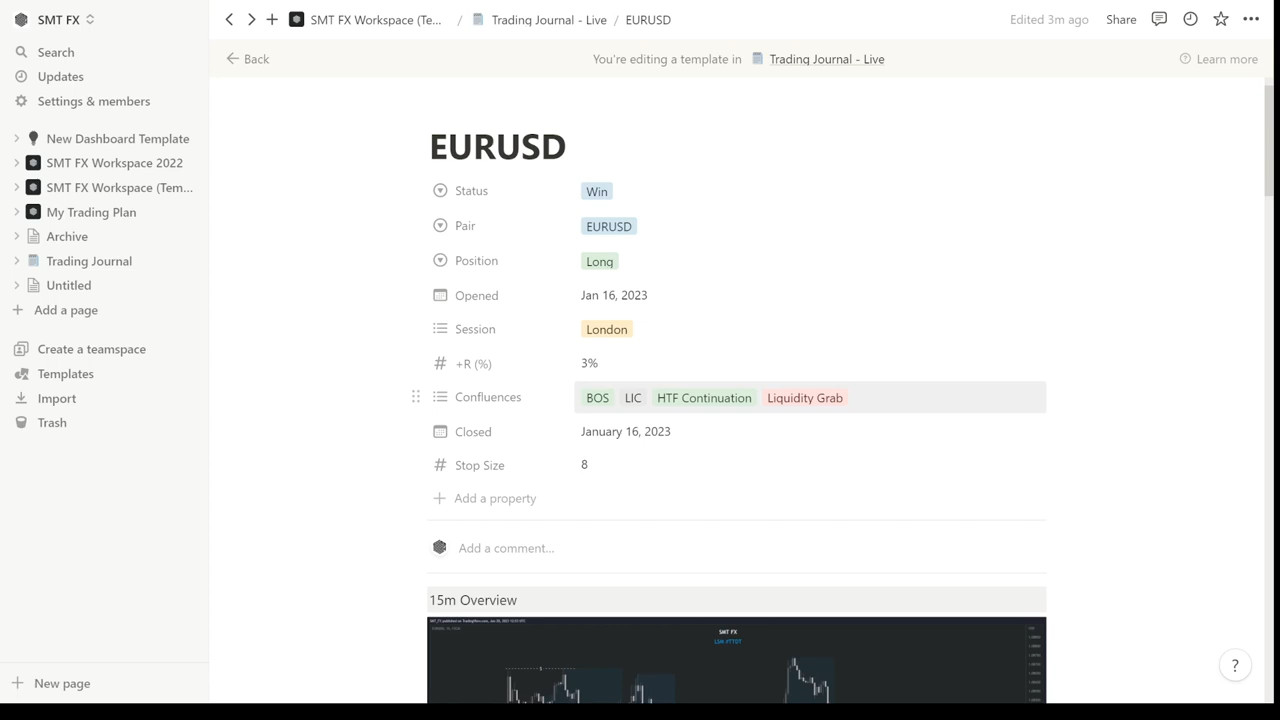 SMT FX
SMT FX Workspace (Te... / Trading Journal - Live / EURUSD
Edited 3m ago Share
Search
Updates
Settings & members
New Dashboard Template
SMT FX Workspace 2022
SMT FX Workspace (Tem...
My Trading Plan
Archive
Trading Journal
Untitled
Add a page
Create a teamspace
Templates
Import
Trash
New page
Back
You're editing a template in Trading Journal - Live
Learn more
EURUSD
Status Win
Pair EURUSD
Position Long
Opened Jan 16, 2023
Session London
+R (%) 3%
Confluences BOS LIC HTF Continuation Liquidity Grab
Closed January 16, 2023
Stop Size 8
Add a property
Add a comment...
15m Overview
SMT FX
?